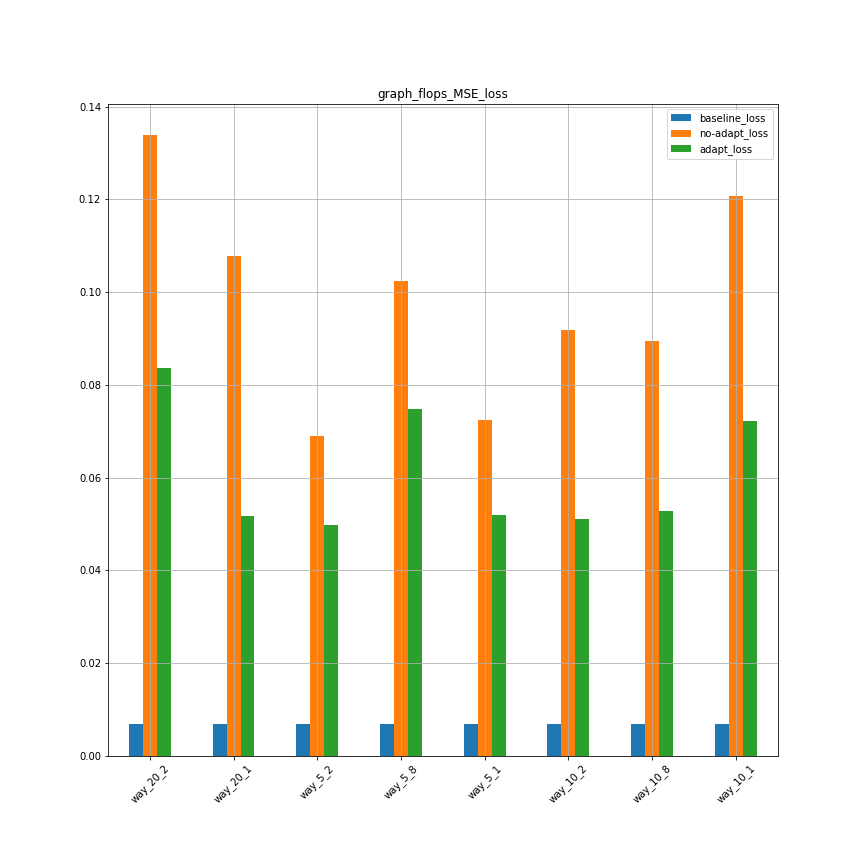 graph_flops_MSE_loss
baseline_loss
no-adapt_loss
adapt_loss
0.14
0.12
0.10
0.08
0.06
0.04
0.02
0.00
way_20_2
way_20_1
way_5_2
way_5_8
way_5_1
way_10_2
way_10_8
way_10_1